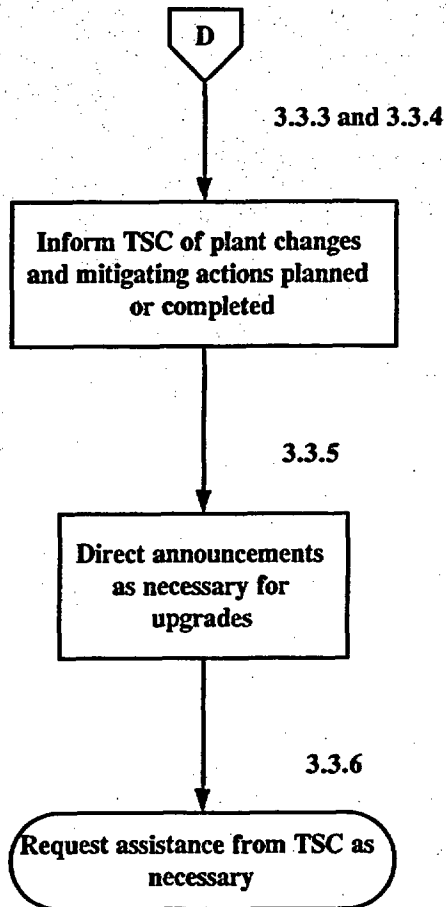 D
3.3.3 and 3.3.4
Inform TSC of plant changes
and mitigating actions planned
or completed
3.3.5
Direct announcements
as necessary for
upgrades
3.3.6
Request assistance from TSC as
necessary